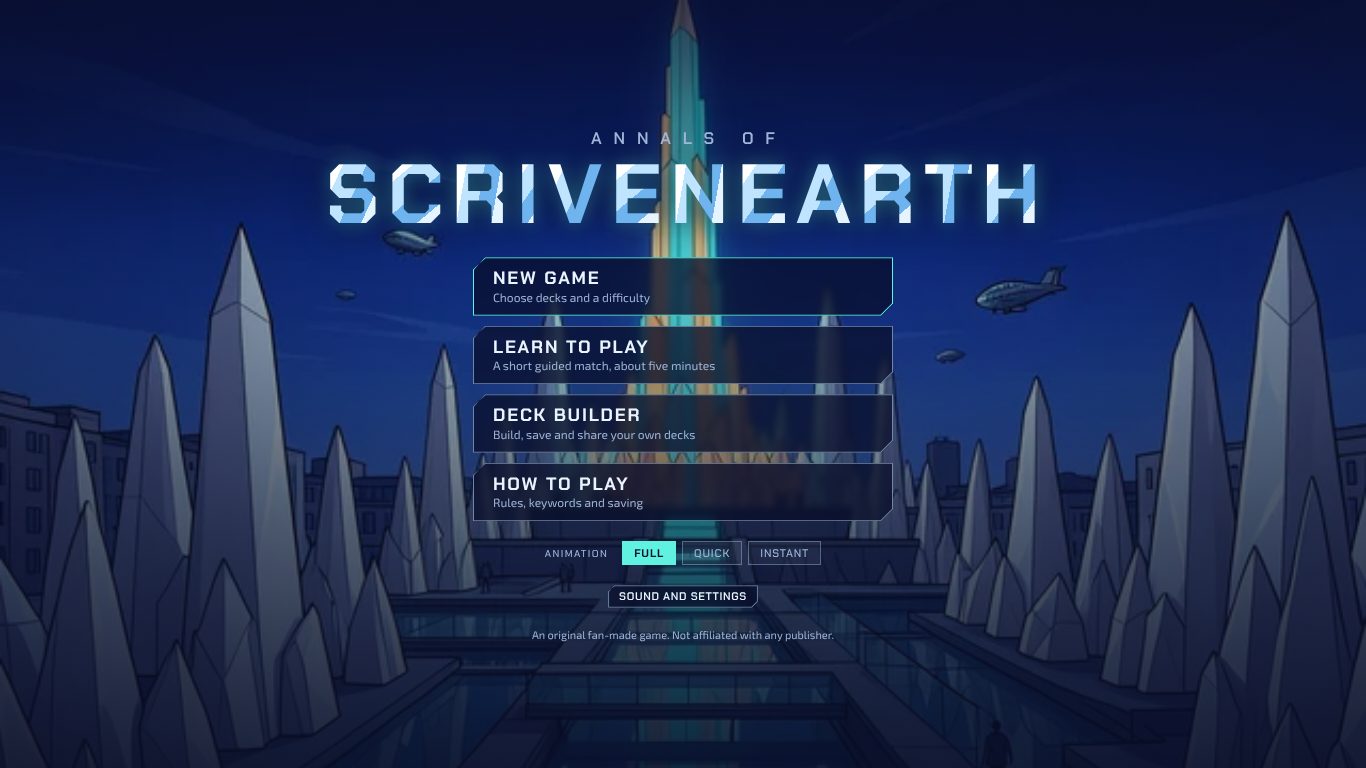 ANNALS OF
SCRIVENEARTH
NEW GAME
Choose decks and a difficulty
LEARN TO PLAY
A short guided match, about five minutes
DECK BUILDER
Build, save and share your own decks
HOW TO PLAY
Rules, keywords and saving
ANIMATION FULL QUICK INSTANT
SOUND AND SETTINGS
An original fan-made game. Not affiliated with any publisher.